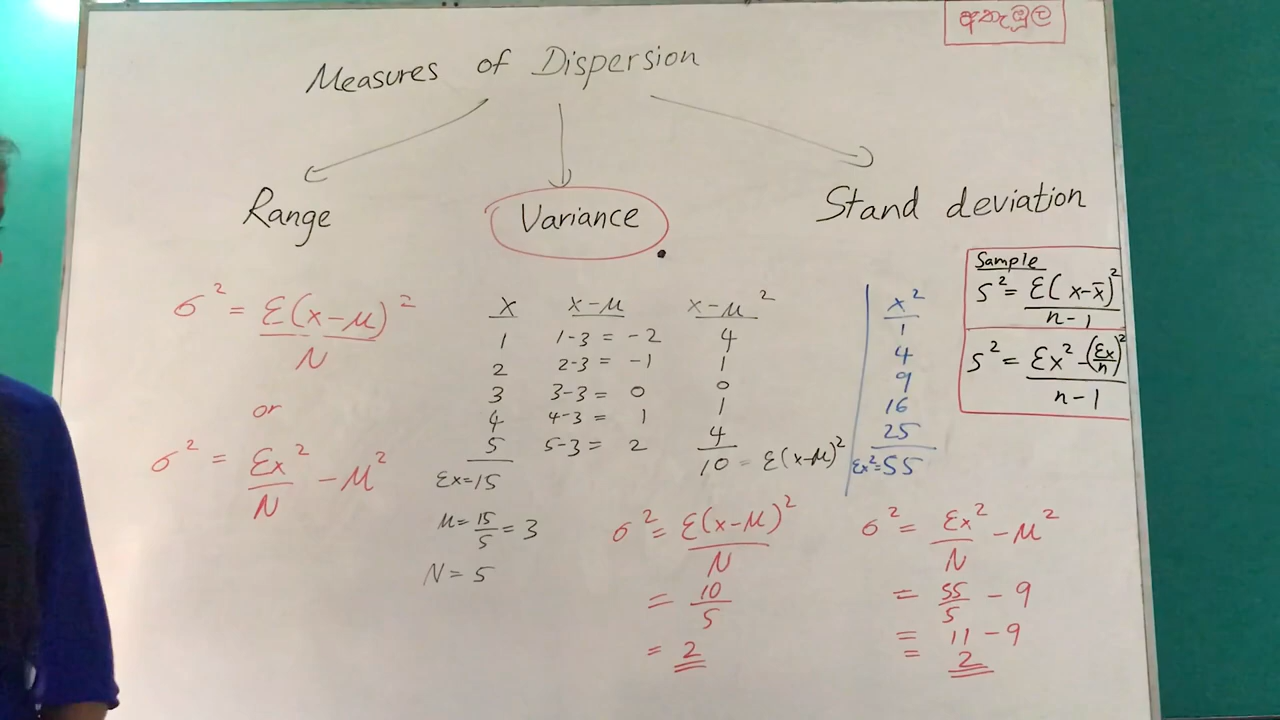 අතැඹුල
Measures of Dispersion
Range
Variance
Stand deviation
σ² = Σ(x-μ)² / N
or
σ² = Σx² / N - μ²
x x-μ x-μ²
1 1-3 = -2 4
2 2-3 = -1 1
3 3-3 = 0 0
4 4-3 = 1 1
5 5-3 = 2 4
Σx=15 10 = Σ(x-μ)²
μ = 15/5 = 3
N = 5
σ² = Σ(x-μ)² / N
= 10/5
= 2
x²
1
4
9
16
25
Σx²=55
σ² = Σx² / N - μ²
= 55/5 - 9
= 11 - 9
= 2
Sample
s² = Σ(x-x̄)² / n-1
s² = Σx² - (Σx/n)² / n-1